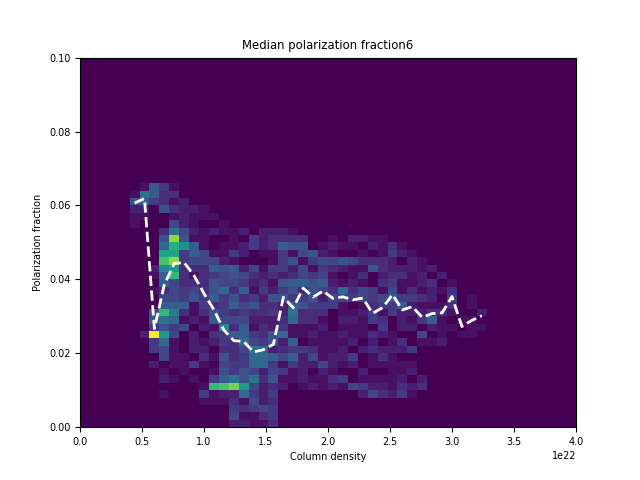 Median polarization fraction6
0.10
0.08
0.06
0.04
0.02
0.00
Polarization fraction
0.0 0.5 1.0 1.5 2.0 2.5 3.0 3.5 4.0
1e22
Column density